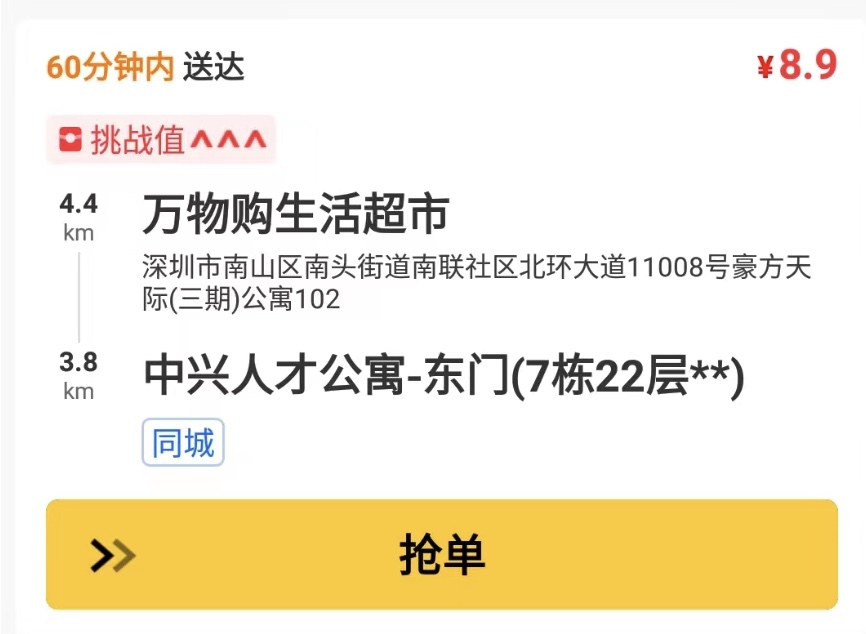 60分钟内 送达 ¥8.9
挑战值
4.4 万物购生活超市
km
深圳市南山区南头街道南联社区北环大道11008号豪方天
际(三期)公寓102
3.8 中兴人才公寓-东门(7栋22层**)
km
同城
抢单